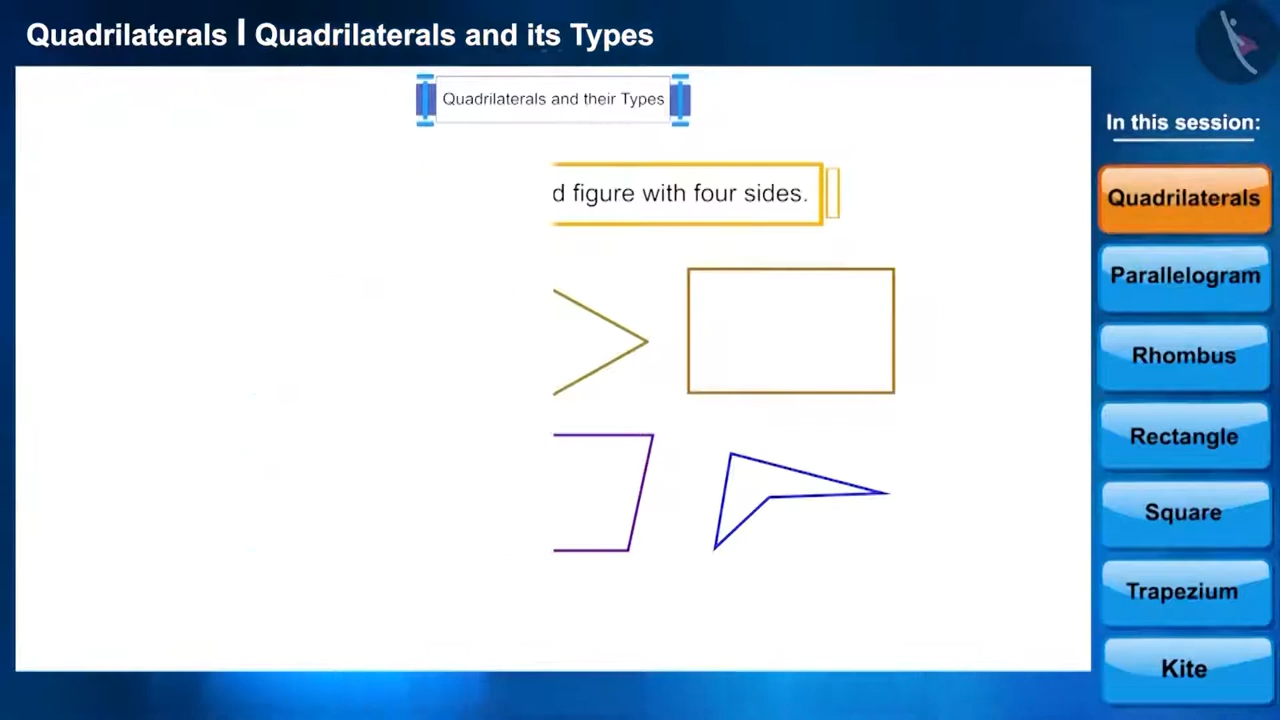 Quadrilaterals | Quadrilaterals and its Types
Quadrilaterals and their Types
figure with four sides.
In this session:
Quadrilaterals
Parallelogram
Rhombus
Rectangle
Square
Trapezium
Kite